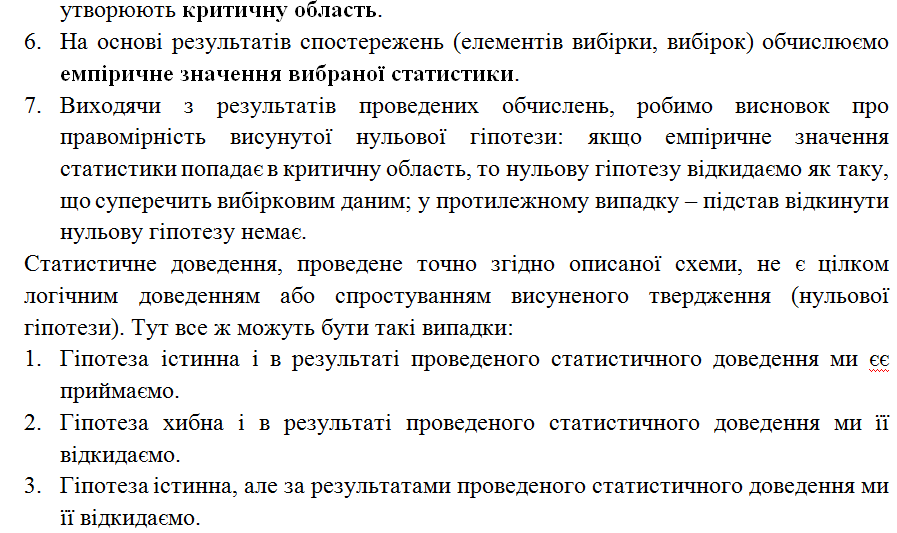 утворюють критичну область.
6. На основі результатів спостережень (елементів вибірки, вибірок) обчислюємо
емпіричне значення вибраної статистики.
7. Виходячи з результатів проведених обчислень, робимо висновок про
правомірність висунутої нульової гіпотези: якщо емпіричне значення
статистики попадає в критичну область, то нульову гіпотезу відкидаємо як таку,
що суперечить вибірковим даним; у протилежному випадку – підстав відкинути
нульову гіпотезу немає.
Статистичне доведення, проведене точно згідно описаної схеми, не є цілком
логічним доведенням або спростуванням висуненого твердження (нульової
гіпотези). Тут все ж можуть бути такі випадки:
1. Гіпотеза істинна і в результаті проведеного статистичного доведення ми єє
приймаємо.
2. Гіпотеза хибна і в результаті проведеного статистичного доведення ми її
відкидаємо.
3. Гіпотеза істинна, але за результатами проведеного статистичного доведення ми
її відкидаємо.